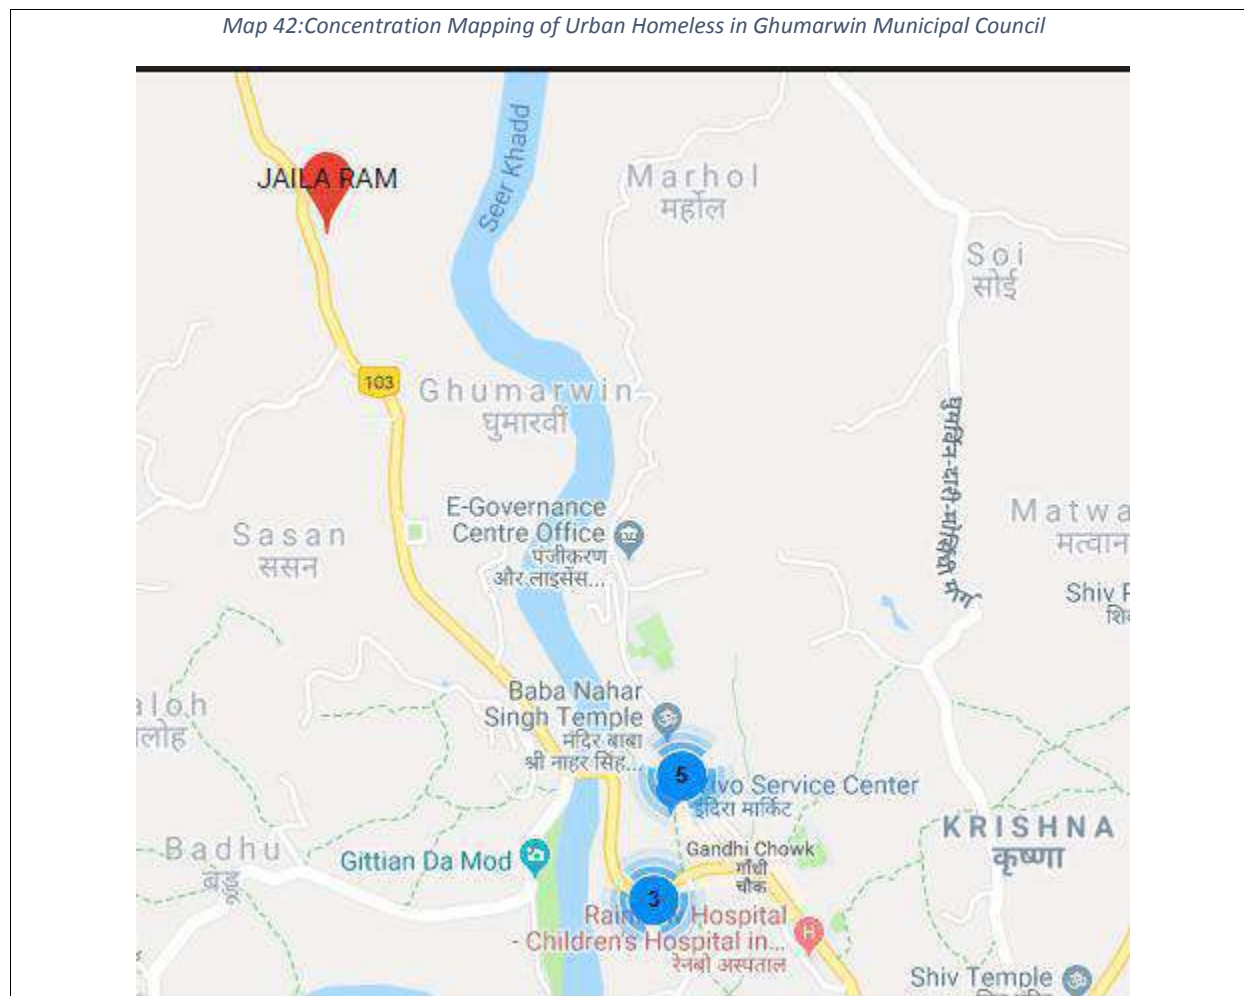 Map 42:Concentration Mapping of Urban Homeless in Ghumarwin Municipal Council
Seer Khadd
JAILA RAM
Marhol
मर्होल
Soi
सोई
103
Ghumarwin
घुमारवीं
E-Governance
Centre Office
पंजीकरण
और लाइसेंस...
Sasan
ससन
Matwa
मत्वान
Shiv
Baba Nahar
Singh Temple
मंदिर बाबा
श्री नाहर सिंह...
5
Service Center
इंदिरा मार्किट
KRISHNA
कृष्णा
Badhu
Gittian Da Mod
Gandhi Chowk
गाँधी
चौक
3
Hospital
- Children's Hospital in...
रेनबो अस्पताल
H
Shiv Temple